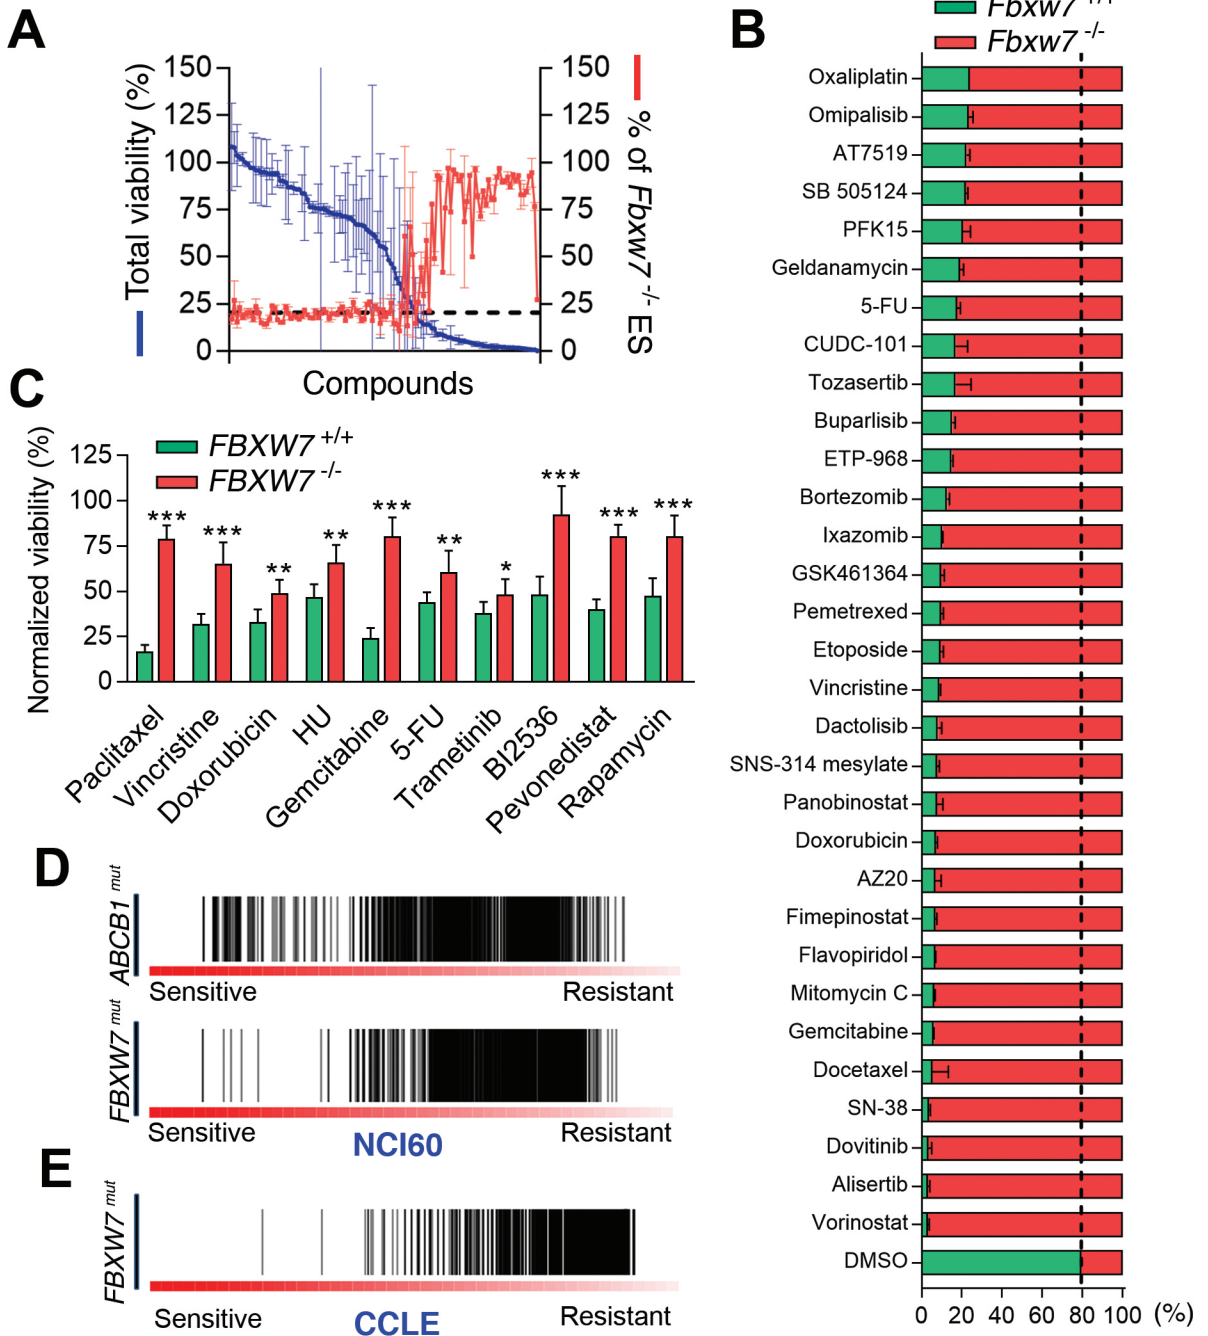 A
Total viability (%)
150
125
100
75
50
25
0
150
125
100
75
50
25
0
% of Fbxw7 -/- ES
Compounds
B
Fbxw7 +/+
Fbxw7 -/-
Oxaliplatin
Omipalisib
AT7519
SB 505124
PFK15
Geldanamycin
5-FU
CUDC-101
Tozasertib
Buparlisib
ETP-968
Bortezomib
Ixazomib
GSK461364
Pemetrexed
Etoposide
Vincristine
Dactolisib
SNS-314 mesylate
Panobinostat
Doxorubicin
AZ20
Fimepinostat
Flavopiridol
Mitomycin C
Gemcitabine
Docetaxel
SN-38
Dovitinib
Alisertib
Vorinostat
DMSO
0 20 40 60 80 100 (%)
C
Normalized viability (%)
FBXW7 +/+
FBXW7 -/-
125
100
75
50
25
0
*** *** ** ** *** ** * *** *** ***
Paclitaxel
Vincristine
Doxorubicin
HU
Gemcitabine
5-FU
Trametinib
BI2536
Pevonedistat
Rapamycin
D
ABCB1 mut
Sensitive Resistant
FBXW7 mut
Sensitive Resistant
NCI60
E
FBXW7 mut
Sensitive Resistant
CCLE